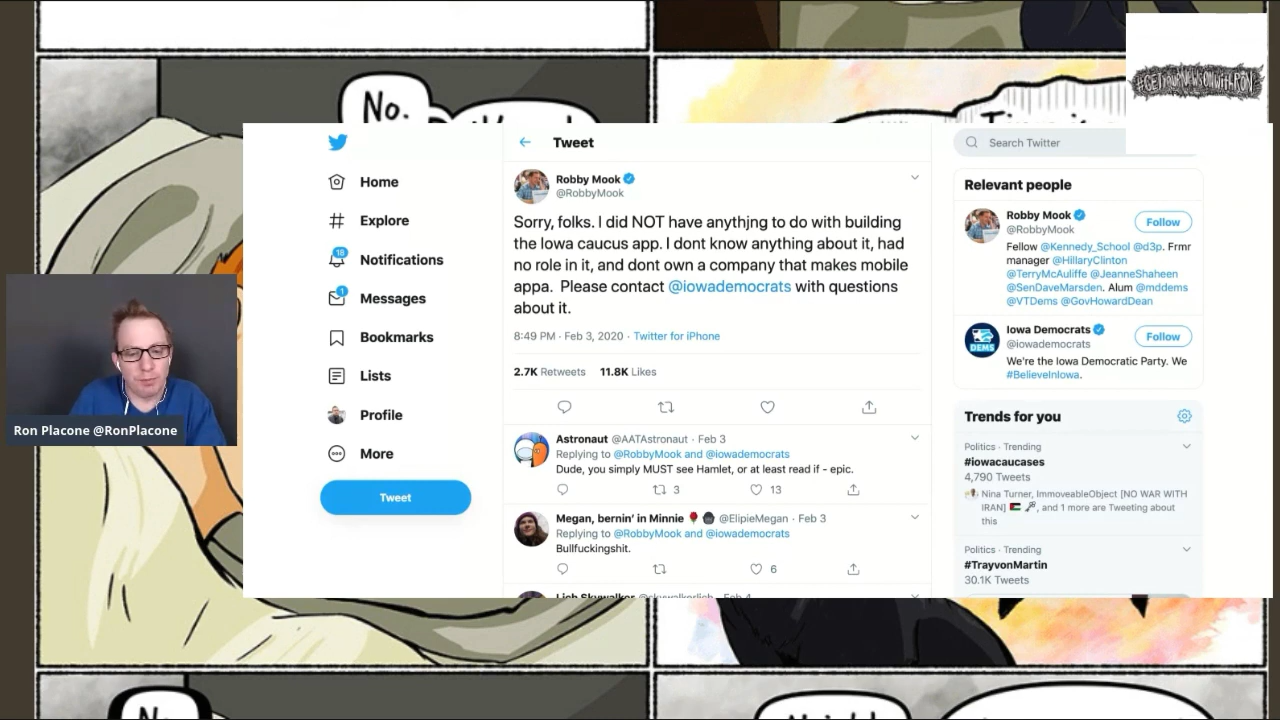 No.
#GETYOURNEWSONWITHRON
Tweet
Search Twitter
Home
Explore
18
Notifications
1
Messages
Bookmarks
Lists
Profile
More
Tweet
Robby Mook
@RobbyMook
Sorry, folks. I did NOT have anything to do with building
the Iowa caucus app. I dont know anything about it, had
no role in it, and dont own a company that makes mobile
appa. Please contact @iowademocrats with questions
about it.
8:49 PM · Feb 3, 2020 · Twitter for iPhone
2.7K Retweets 11.8K Likes
Astronaut @AATAstronaut · Feb 3
Replying to @RobbyMook and @iowademocrats
Dude, you simply MUST see Hamlet, or at least read if - epic.
3 13
Megan, bernin' in Minnie 🌹 @ElipieMegan · Feb 3
Replying to @RobbyMook and @iowademocrats
Bullfuckingshit.
6
Relevant people
Robby Mook
@RobbyMook
Follow
Fellow @Kennedy_School @d3p. Frmr
manager @HillaryClinton
@TerryMcAuliffe @JeanneShaheen
@SenDaveMarsden. Alum @mddems
@VTDems @GovHowardDean
DEMS
Iowa Democrats
@iowademocrats
Follow
We're the Iowa Democratic Party. We
#BelieveInIowa.
Trends for you
Politics · Trending
#iowacaucases
4,790 Tweets
Nina Turner, ImmoveableObject [NO WAR WITH
IRAN] , and 1 more are Tweeting about
this
Politics · Trending
#TrayvonMartin
30.1K Tweets
Ron Placone @RonPlacone